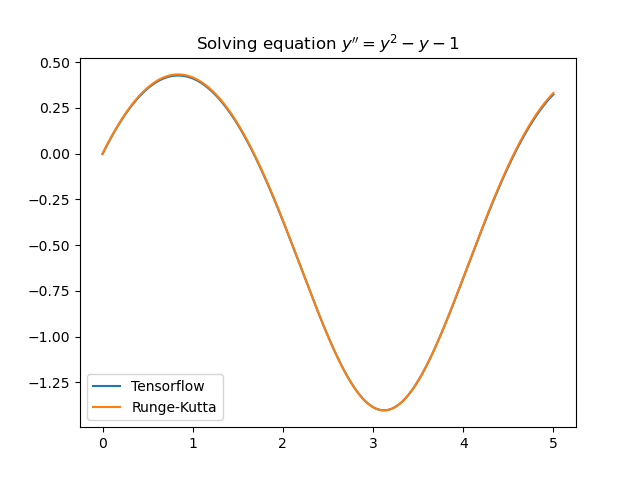 Solving equation y'' = y² − y − 1
0.50
0.25
0.00
−0.25
−0.50
−0.75
−1.00
−1.25
Tensorflow
Runge-Kutta
0 1 2 3 4 5